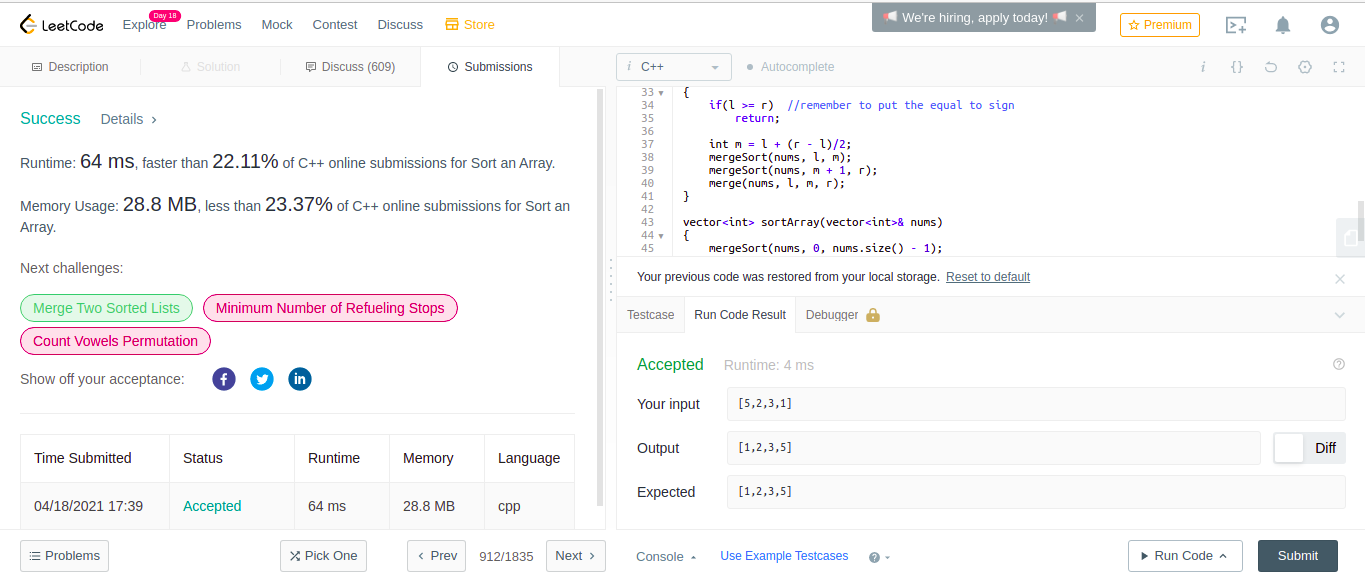 LeetCode
Day 18
Explore Problems Mock Contest Discuss Store
We're hiring, apply today!
Premium
Description Solution Discuss (609) Submissions
i C++ Autocomplete
Success Details >
Runtime: 64 ms, faster than 22.11% of C++ online submissions for Sort an Array.
Memory Usage: 28.8 MB, less than 23.37% of C++ online submissions for Sort an
Array.
Next challenges:
Merge Two Sorted Lists Minimum Number of Refueling Stops
Count Vowels Permutation
Show off your acceptance:
Time Submitted Status Runtime Memory Language
04/18/2021 17:39 Accepted 64 ms 28.8 MB cpp
Problems Pick One < Prev 912/1835 Next >
33 {
34 if(l >= r) //remember to put the equal to sign
35 return;
36
37 int m = l + (r - l)/2;
38 mergeSort(nums, l, m);
39 mergeSort(nums, m + 1, r);
40 merge(nums, l, m, r);
41 }
42
43 vector<int> sortArray(vector<int>& nums)
44 {
45 mergeSort(nums, 0, nums.size() - 1);
Your previous code was restored from your local storage. Reset to default
Testcase Run Code Result Debugger
Accepted Runtime: 4 ms
Your input [5,2,3,1]
Output [1,2,3,5] Diff
Expected [1,2,3,5]
Console Use Example Testcases Run Code Submit